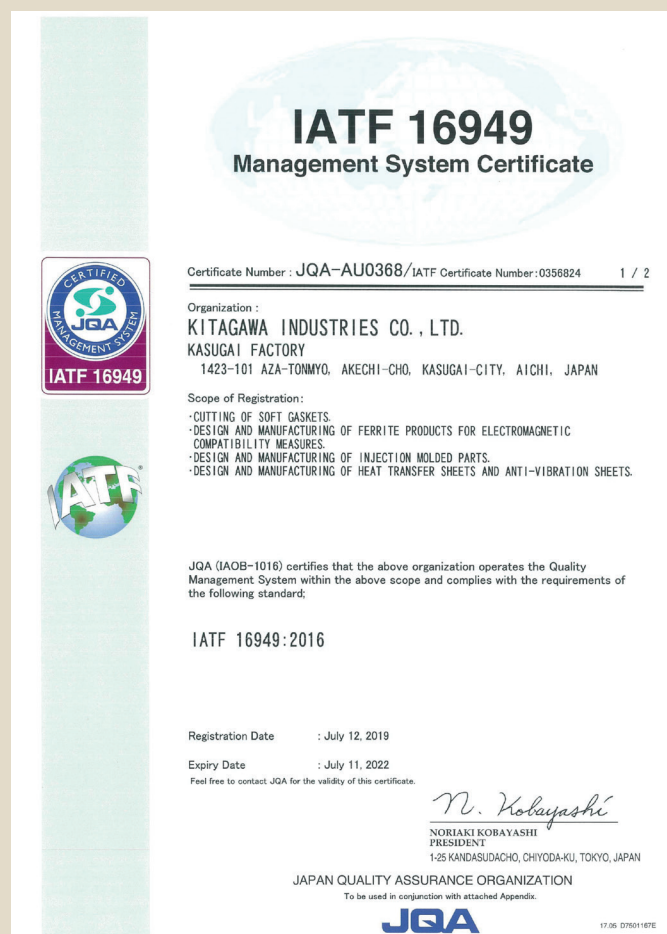 IATF 16949
Management System Certificate
CERTIFIED
JQA
MANAGEMENT SYSTEM
IATF 16949
IATF
Certificate Number : JQA-AU0368/IATF Certificate Number:0356824 1 / 2
Organization :
KITAGAWA INDUSTRIES CO., LTD.
KASUGAI FACTORY
1423-101 AZA-TONMYO, AKECHI-CHO, KASUGAI-CITY, AICHI, JAPAN
Scope of Registration:
・CUTTING OF SOFT GASKETS.
・DESIGN AND MANUFACTURING OF FERRITE PRODUCTS FOR ELECTROMAGNETIC
COMPATIBILITY MEASURES.
・DESIGN AND MANUFACTURING OF INJECTION MOLDED PARTS.
・DESIGN AND MANUFACTURING OF HEAT TRANSFER SHEETS AND ANTI-VIBRATION SHEETS.
JQA (IAOB-1016) certifies that the above organization operates the Quality
Management System within the above scope and complies with the requirements of
the following standard;
IATF 16949:2016
Registration Date : July 12, 2019
Expiry Date : July 11, 2022
Feel free to contact JQA for the validity of this certificate.
N. Kobayashi
NORIAKI KOBAYASHI
PRESIDENT
1-25 KANDASUDACHO, CHIYODA-KU, TOKYO, JAPAN
JAPAN QUALITY ASSURANCE ORGANIZATION
To be used in conjunction with attached Appendix.
JQA
17.05 D7501167E